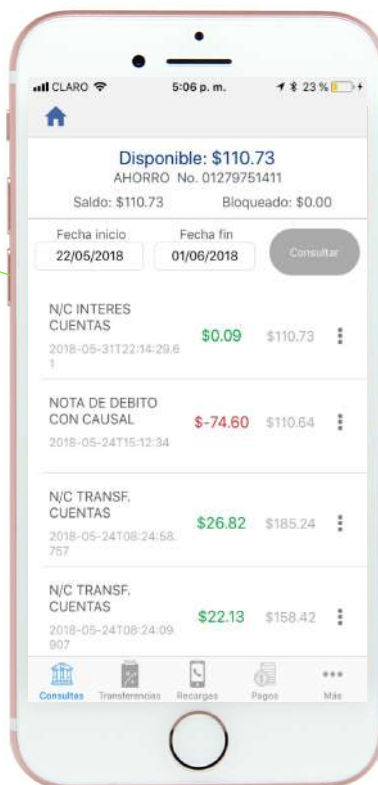 CLARO 5:06 p. m. 23 %
Disponible: $110.73
AHORRO No. 01279751411
Saldo: $110.73 Bloqueado: $0.00
Fecha inicio Fecha fin
22/05/2018 01/06/2018 Consultar
N/C INTERES
CUENTAS
$0.09 $110.73
2018-05-31T22:14:29.6
1
NOTA DE DEBITO
CON CAUSAL
$-74.60 $110.64
2018-05-24T15:12:34
N/C TRANSF.
CUENTAS
$26.82 $185.24
2018-05-24T08:24:58.
757
N/C TRANSF.
CUENTAS
$22.13 $158.42
2018-05-24T08:24:09.
907
Consultas Transferencias Recargas Pagos Más